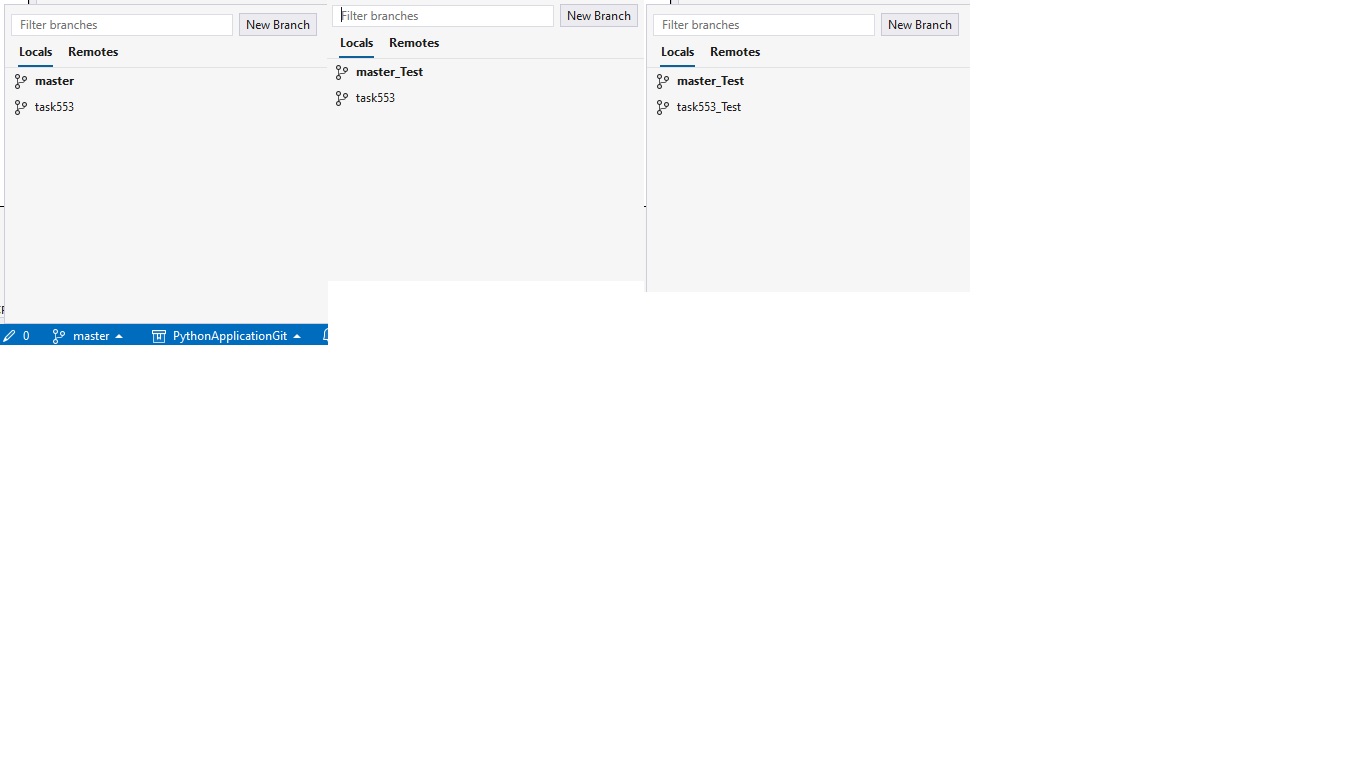 Filter branches
New Branch
Locals Remotes
master
task553
0 master PythonApplicationGit
Filter branches
New Branch
Locals Remotes
master_Test
task553
Filter branches
New Branch
Locals Remotes
master_Test
task553_Test